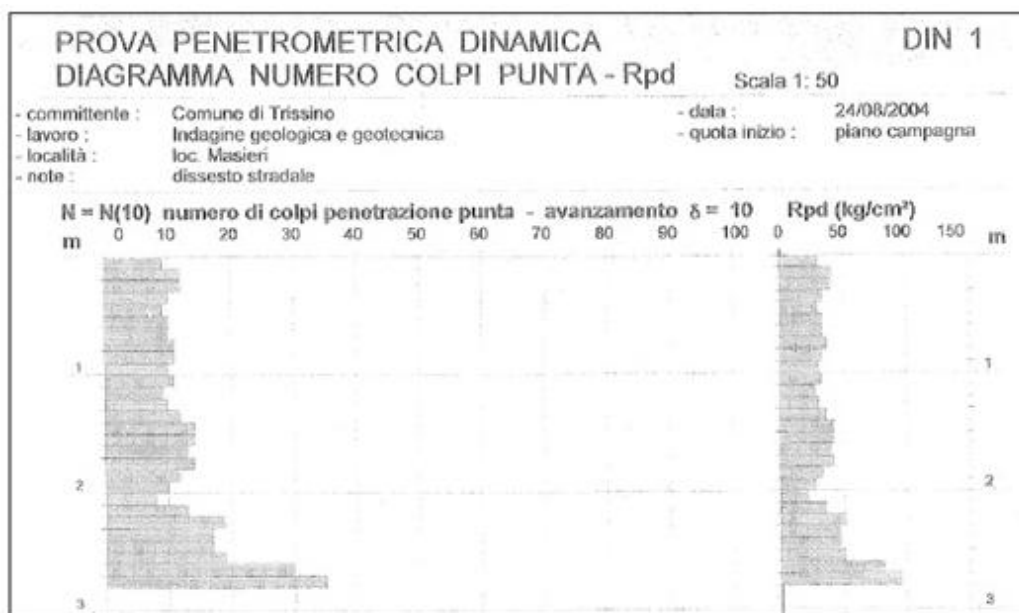 PROVA PENETROMETRICA DINAMICA DIN 1
DIAGRAMMA NUMERO COLPI PUNTA - Rpd Scala 1: 50
- committente : Comune di Trissino - data : 24/08/2004
- lavoro : Indagine geologica e geotecnica - quota inizio : piano campagna
- località : loc. Masieri
- note : dissesto stradale
N = N(10) numero di colpi penetrazione punta - avanzamento δ = 10 Rpd (kg/cm²)
m 0 10 20 30 40 50 60 70 80 90 100 0 50 100 150 m
1 1
2 2
3 3